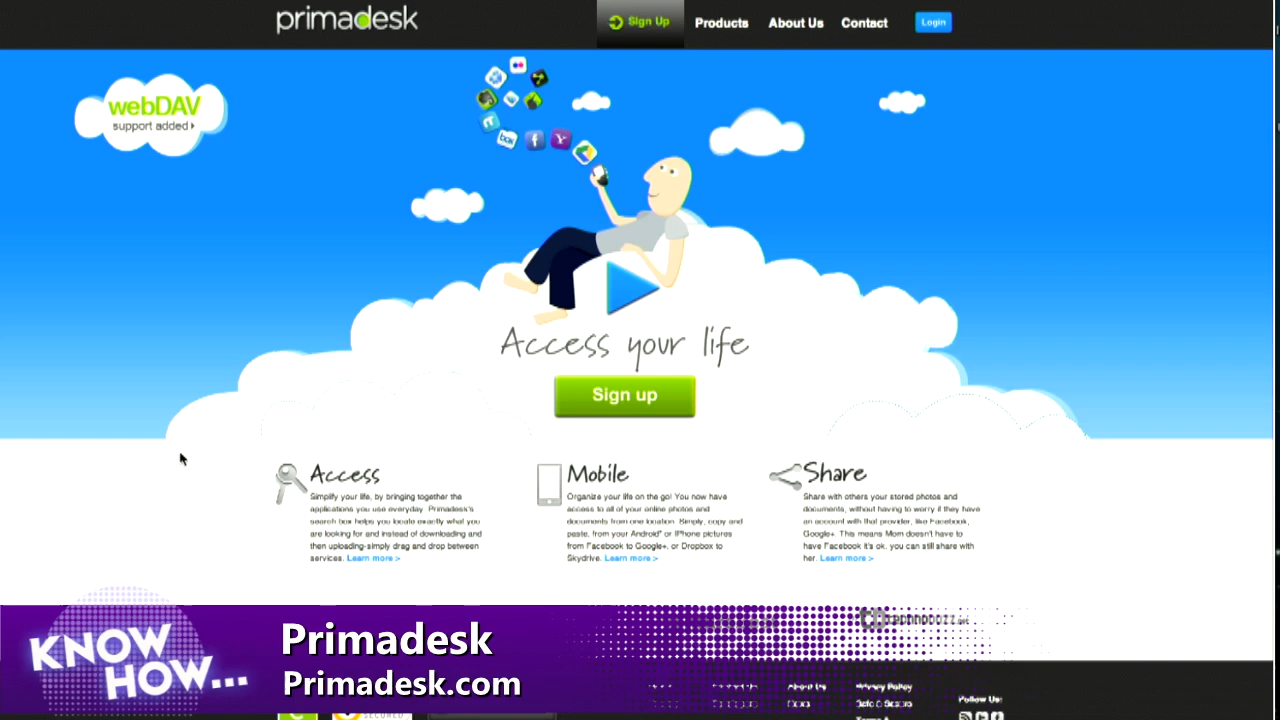 primadesk
Sign Up
Products
About Us
Contact
Login
webDAV
support added
box
f
Y
Access your life
Sign up
Access
Simplify your life, by bringing together the
applications you use everyday. Primadesk's
search box helps you locate exactly what you
are looking for and instead of downloading and
then uploading-simply drag and drop between
services. Learn more >
Mobile
Organize your life on the go! You now have
access to all of your online photos and
documents from one location. Simply, copy and
paste, from your Android* or iPhone pictures
from Facebook to Google+, or Dropbox to
Skydrive. Learn more >
Share
Share with others your stored photos and
documents, without having to worry if they have
an account with that provider, like Facebook,
Google+. This means Mom doesn't have to
have Facebook it's ok, you can still share with
her. Learn more >
KNOW
HOW...
Primadesk
Primadesk.com
About Us
Privacy Policy
Follow Us:
SECURED